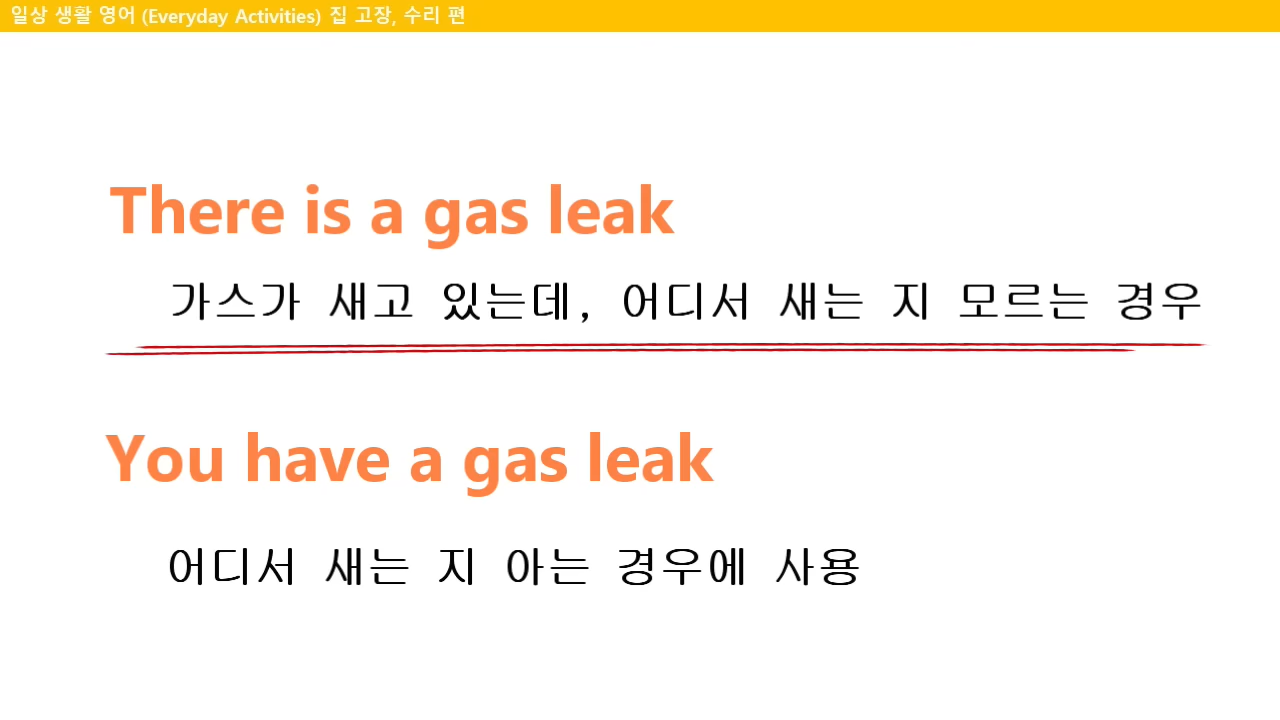 일상 생활 영어 (Everyday Activities) 집 고장, 수리 편
There is a gas leak
가스가 새고 있는데, 어디서 새는 지 모르는 경우
You have a gas leak
어디서 새는 지 아는 경우에 사용